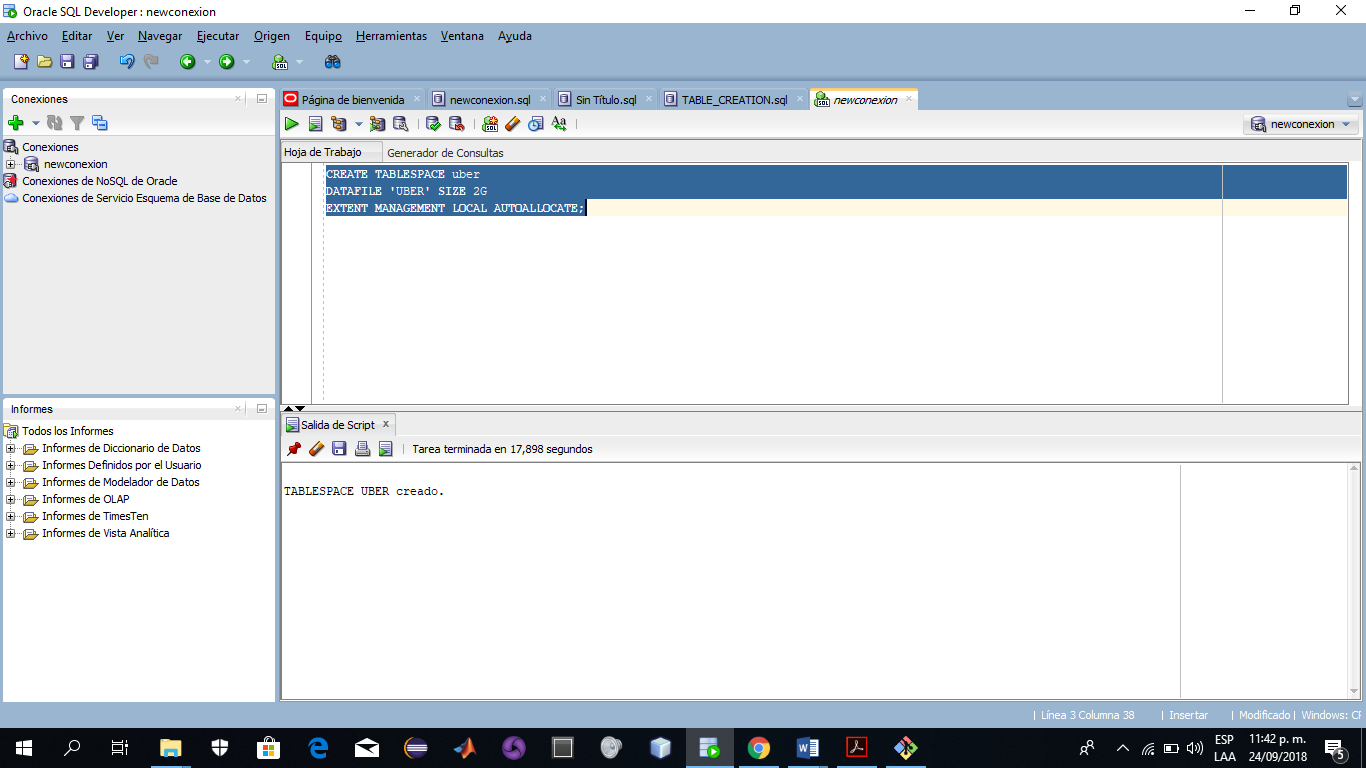 Oracle SQL Developer : newconexion
Archivo Editar Ver Navegar Ejecutar Origen Equipo Herramientas Ventana Ayuda
Conexiones
Conexiones
newconexion
Conexiones de NoSQL de Oracle
Conexiones de Servicio Esquema de Base de Datos
Informes
Todos los Informes
Informes de Diccionario de Datos
Informes Definidos por el Usuario
Informes de Modelador de Datos
Informes de OLAP
Informes de TimesTen
Informes de Vista Analítica
Página de bienvenida newconexion.sql Sin Título.sql TABLE_CREATION.sql newconexion
newconexion
Hoja de Trabajo Generador de Consultas
CREATE TABLESPACE uber
DATAFILE 'UBER' SIZE 2G
EXTENT MANAGEMENT LOCAL AUTOALLOCATE;
Salida de Script
Tarea terminada en 17,898 segundos
TABLESPACE UBER creado.
Línea 3 Columna 38 Insertar Modificado Windows: CF
ESP
LAA
11:42 p. m.
24/09/2018
5